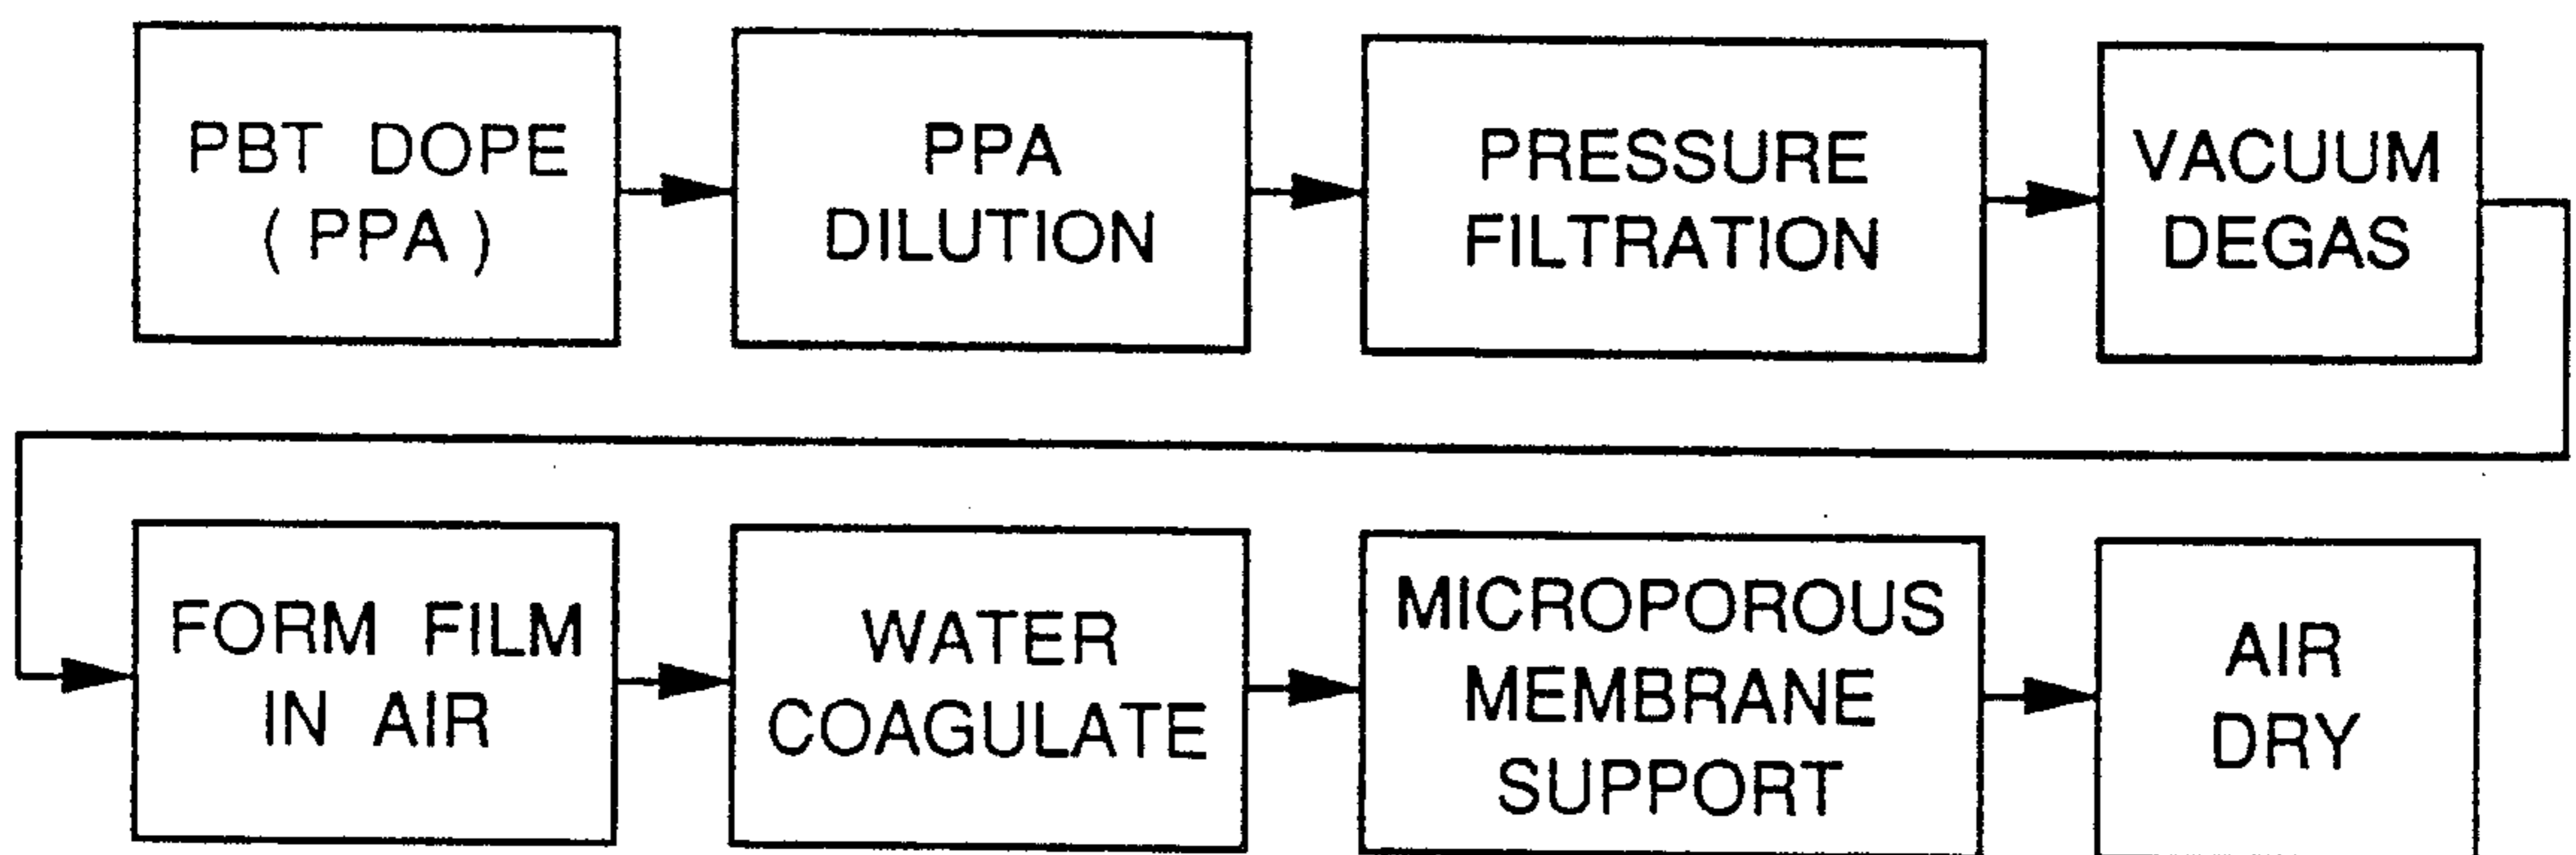 PBT DOPE
( PPA )
PPA
DILUTION
PRESSURE
FILTRATION
VACUUM
DEGAS
FORM FILM
IN AIR
WATER
COAGULATE
MICROPOROUS
MEMBRANE
SUPPORT
AIR
DRY